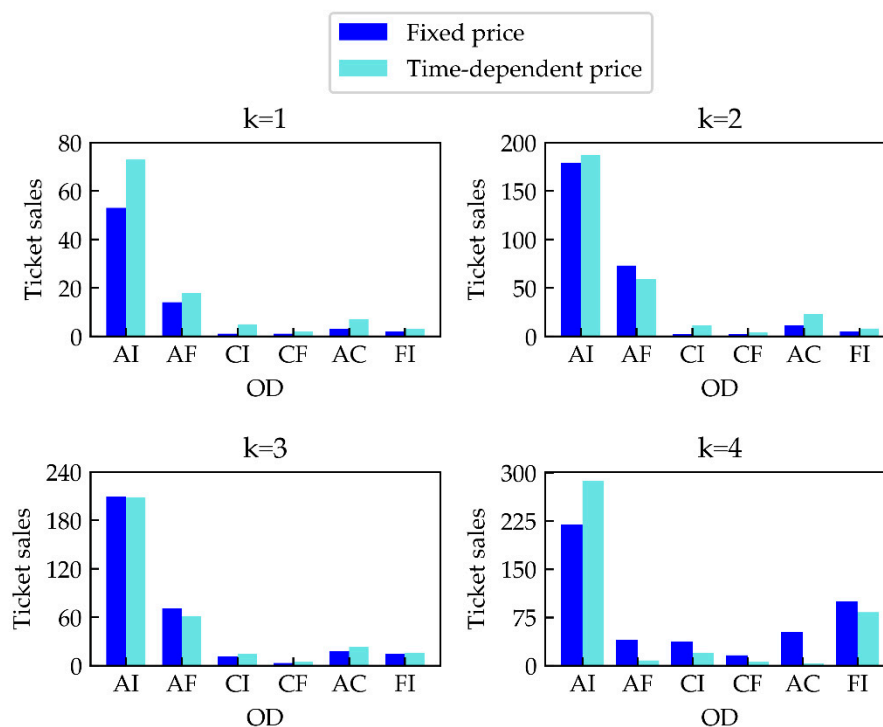 Fixed price
Time-dependent price
k=1
80
60
40
20
0
Ticket sales
AI AF CI CF AC FI
OD
k=2
200
150
100
50
0
Ticket sales
AI AF CI CF AC FI
OD
k=3
240
180
120
60
0
Ticket sales
AI AF CI CF AC FI
OD
k=4
300
225
150
75
0
Ticket sales
AI AF CI CF AC FI
OD